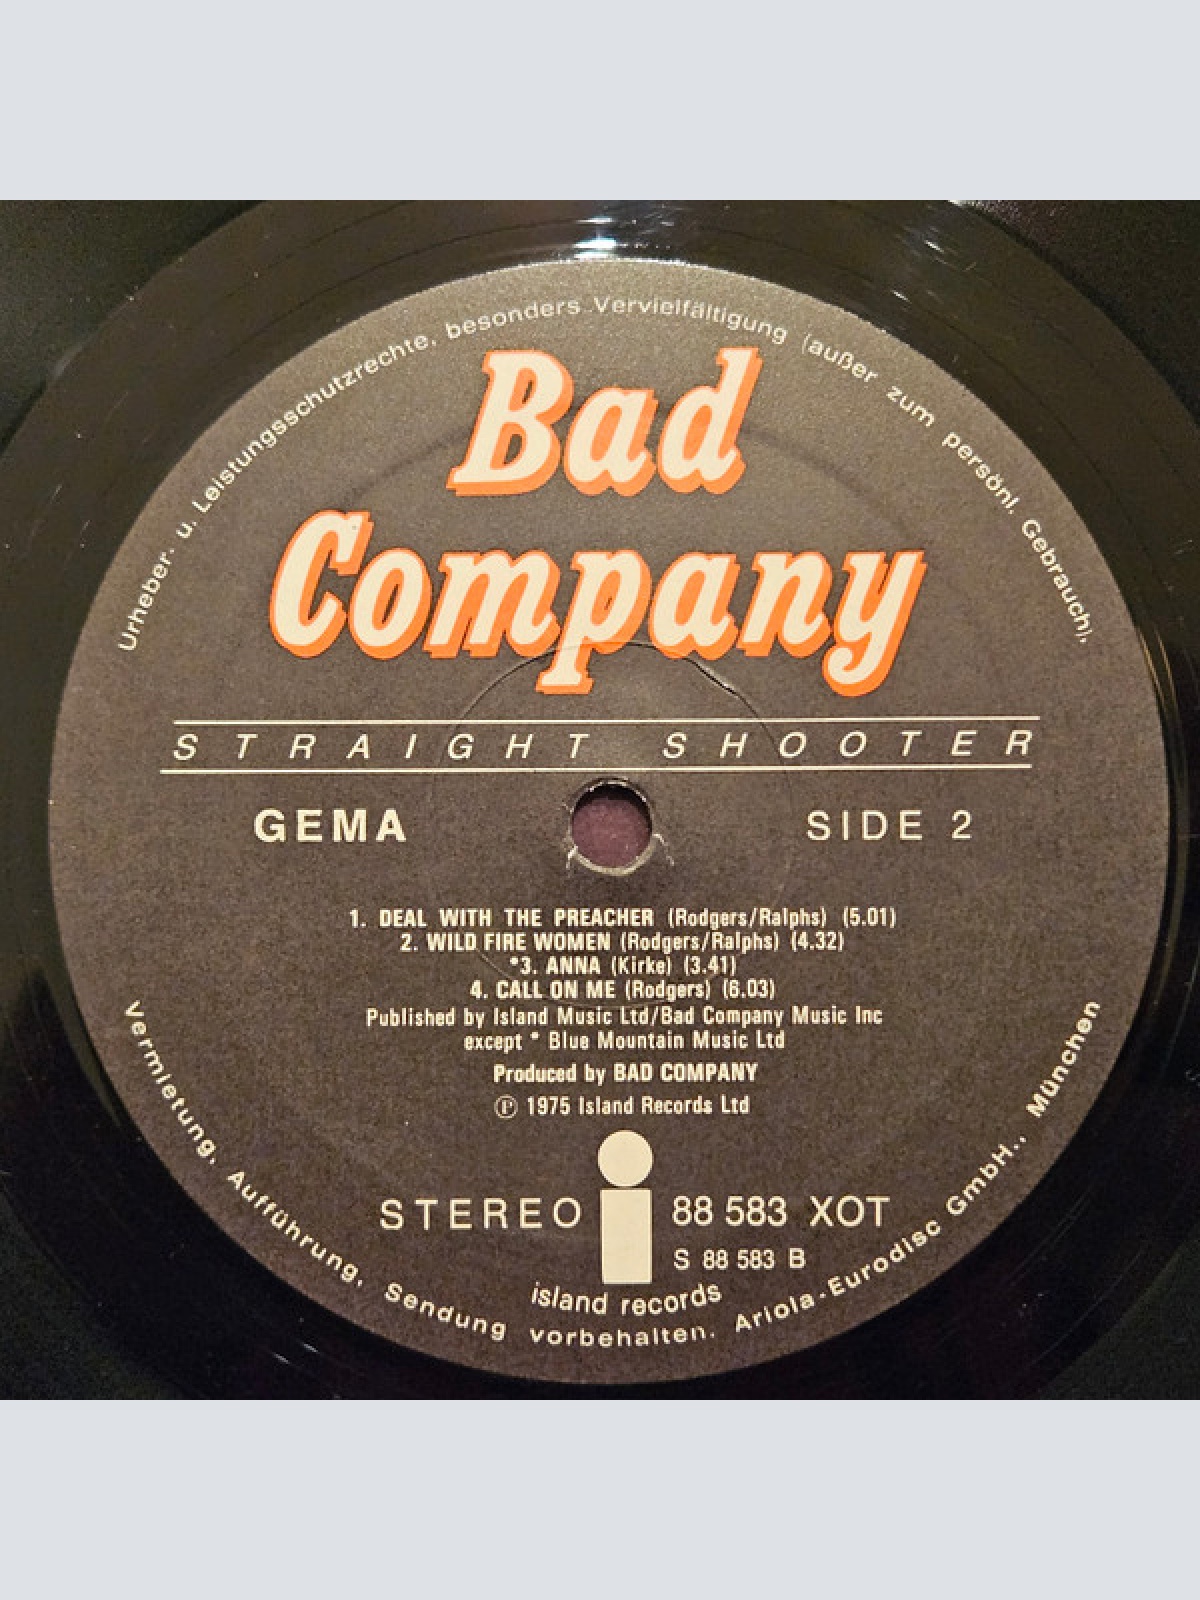 Urheber- u. Leistungsschutzrechte, besonders Vervielfältigung (außer zum persönl. Gebrauch),
Bad
Company
STRAIGHT SHOOTER
GEMA
SIDE 2
1. DEAL WITH THE PREACHER (Rodgers/Ralphs) (5.01)
2. WILD FIRE WOMEN (Rodgers/Ralphs) (4.32)
*3. ANNA (Kirke) (3.41)
4. CALL ON ME (Rodgers) (6.03)
Published by Island Music Ltd/Bad Company Music Inc
except * Blue Mountain Music Ltd
Produced by BAD COMPANY
Ⓟ 1975 Island Records Ltd
STEREO
88 583 XOT
S 88 583 B
island records
Vermietung, Aufführung, Sendung vorbehalten. Ariola-Eurodisc GmbH., München